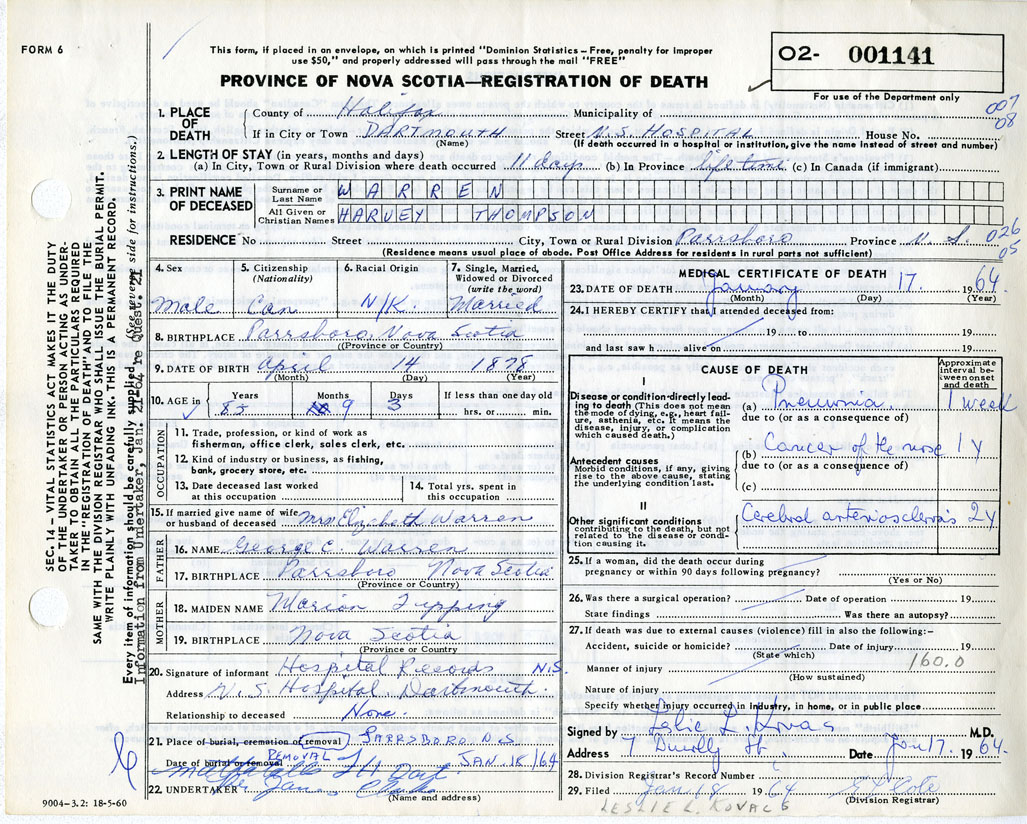 FORM 6
This form, if placed in an envelope, on which is printed "Dominion Statistics – Free, penalty for improper
use $50," and properly addressed will pass through the mail "FREE"
O2- 001141
PROVINCE OF NOVA SCOTIA—REGISTRATION OF DEATH
For use of the Department only
007
08
1. PLACE OF DEATH
County of Halifax Municipality of
If in City or Town DARTMOUTH Street N.S. HOSPITAL House No.
(Name) (If death occurred in a hospital or institution, give the name instead of street and number)
2. LENGTH OF STAY (in years, months and days)
(a) In City, Town or Rural Division where death occurred 11 days (b) In Province life time (c) In Canada (if immigrant)
3. PRINT NAME OF DECEASED
Surname or Last Name WARREN
All Given or Christian Names HARVEY THOMPSON
RESIDENCE No Street City, Town or Rural Division Parrsboro Province N.S. 026
05
(Residence means usual place of abode. Post Office Address for residents in rural parts not sufficient)
SEC. 14 – VITAL STATISTICS ACT MAKES IT THE DUTY
OF THE UNDERTAKER OR PERSON ACTING AS UNDER-
TAKER TO OBTAIN ALL THE PARTICULARS REQUIRED
IN THE "REGISTRATION OF DEATH" AND TO FILE THE
SAME WITH THE DIVISION REGISTRAR WHO SHALL ISSUE THE BURIAL PERMIT.
WRITE PLAINLY WITH UNFADING INK. THIS IS A PERMANENT RECORD.
Every item of information should be carefully supplied. (See reverse side for instructions.)
Information from Undertaker, Jan. re Quest. 21
4. Sex 5. Citizenship (Nationality) 6. Racial Origin 7. Single, Married, Widowed or Divorced (write the word)
Male Can N/K. Married
8. BIRTHPLACE Parrsboro Nova Scotia
(Province or Country)
9. DATE OF BIRTH April 14 1878
(Month) (Day) (Year)
10. AGE in Years Months Days If less than one day old
85 9 3 hrs. or min.
OCCUPATION
11. Trade, profession, or kind of work as
fisherman, office clerk, sales clerk, etc.
12. Kind of industry or business, as fishing,
bank, grocery store, etc.
13. Date deceased last worked
at this occupation
14. Total yrs. spent in
this occupation
15. If married give name of wife
or husband of deceased Mrs Elizabeth Warren
FATHER
16. NAME George C. Warren
17. BIRTHPLACE Parrsboro Nova Scotia
(Province or Country)
MOTHER
18. MAIDEN NAME Marion Tipping
19. BIRTHPLACE Nova Scotia
(Province or Country
20. Signature of informant Hospital Records N.S.
Address N.S. Hospital, Dartmouth.
Relationship to deceased None.
21. Place of burial, cremation or removal PARRSBORO N.S.
Date of burial or removal REMOVAL JAN. 18/64
22. UNDERTAKER
(Name and address)
9004–3.2: 18-5-60
MEDICAL CERTIFICATE OF DEATH
23. DATE OF DEATH January 17. 1964
(Month) (Day) (Year)
24. I HEREBY CERTIFY that I attended deceased from:
19 to 19
and last saw h alive on 19
CAUSE OF DEATH
Approximate interval between onset and death
I
Disease or condition directly leading to death (This does not mean the mode of dying, e.g., heart failure, asthenia, etc. It means the disease, injury, or complication which caused death.)
(a) Pneumonia. 1 week
due to (or as a consequence of)
Antecedent causes
Morbid conditions, if any, giving rise to the above cause, stating the underlying condition last.
(b) Cancer of the nose 1 y
due to (or as a consequence of)
(c)
II
Other significant conditions
contributing to the death, but not related to the disease or condition causing it.
Cerebral arteriosclerosis 2 y
25. If a woman, did the death occur during
pregnancy or within 90 days following pregnancy?
(Yes or No)
26. Was there a surgical operation? Date of operation 19
State findings Was there an autopsy?
27. If death was due to external causes (violence) fill in also the following:–
Accident, suicide or homicide? Date of injury 19
(State which) 160.0
Manner of injury
(How sustained)
Nature of injury
Specify whether injury occurred in industry, in home, or in public place
Signed by Leslie L. Kovacs M.D.
Address 7 St. Date Jan 17. 1964.
28. Division Registrar's Record Number
29. Filed Jan 18 1964 Cote
(Division Registrar)
LESLIE L. KOVACS